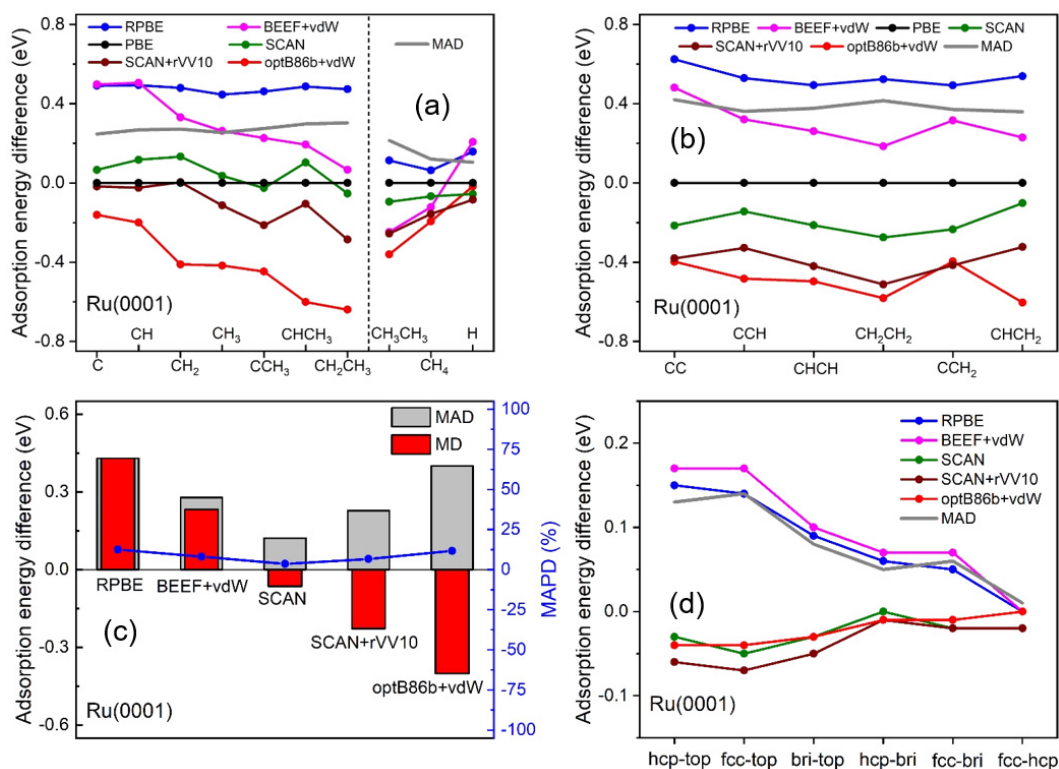 Adsorption energy difference (eV)
0.8
0.4
0.0
-0.4
-0.8
RPBE
BEEF+vdW
PBE
SCAN
SCAN+rVV10
optB86b+vdW
MAD
(a)
Ru(0001)
C
CH
CH2
CH3
CCH3
CHCH3
CH2CH3
CH3CH3
CH4
H
Adsorption energy difference (eV)
0.8
0.4
0.0
-0.4
-0.8
RPBE
BEEF+vdW
PBE
SCAN
SCAN+rVV10
optB86b+vdW
MAD
(b)
Ru(0001)
CC
CCH
CHCH
CH2CH2
CCH2
CHCH2
Adsorption energy difference (eV)
0.6
0.3
0.0
-0.3
-0.6
MAD
MD
RPBE
BEEF+vdW
SCAN
SCAN+rVV10
optB86b+vdW
(c)
Ru(0001)
100
75
50
25
0
-25
-50
-75
-100
MAPD (%)
Adsorption energy difference (eV)
0.2
0.1
0.0
-0.1
RPBE
BEEF+vdW
SCAN
SCAN+rVV10
optB86b+vdW
MAD
(d)
Ru(0001)
hcp-top
fcc-top
bri-top
hcp-bri
fcc-bri
fcc-hcp